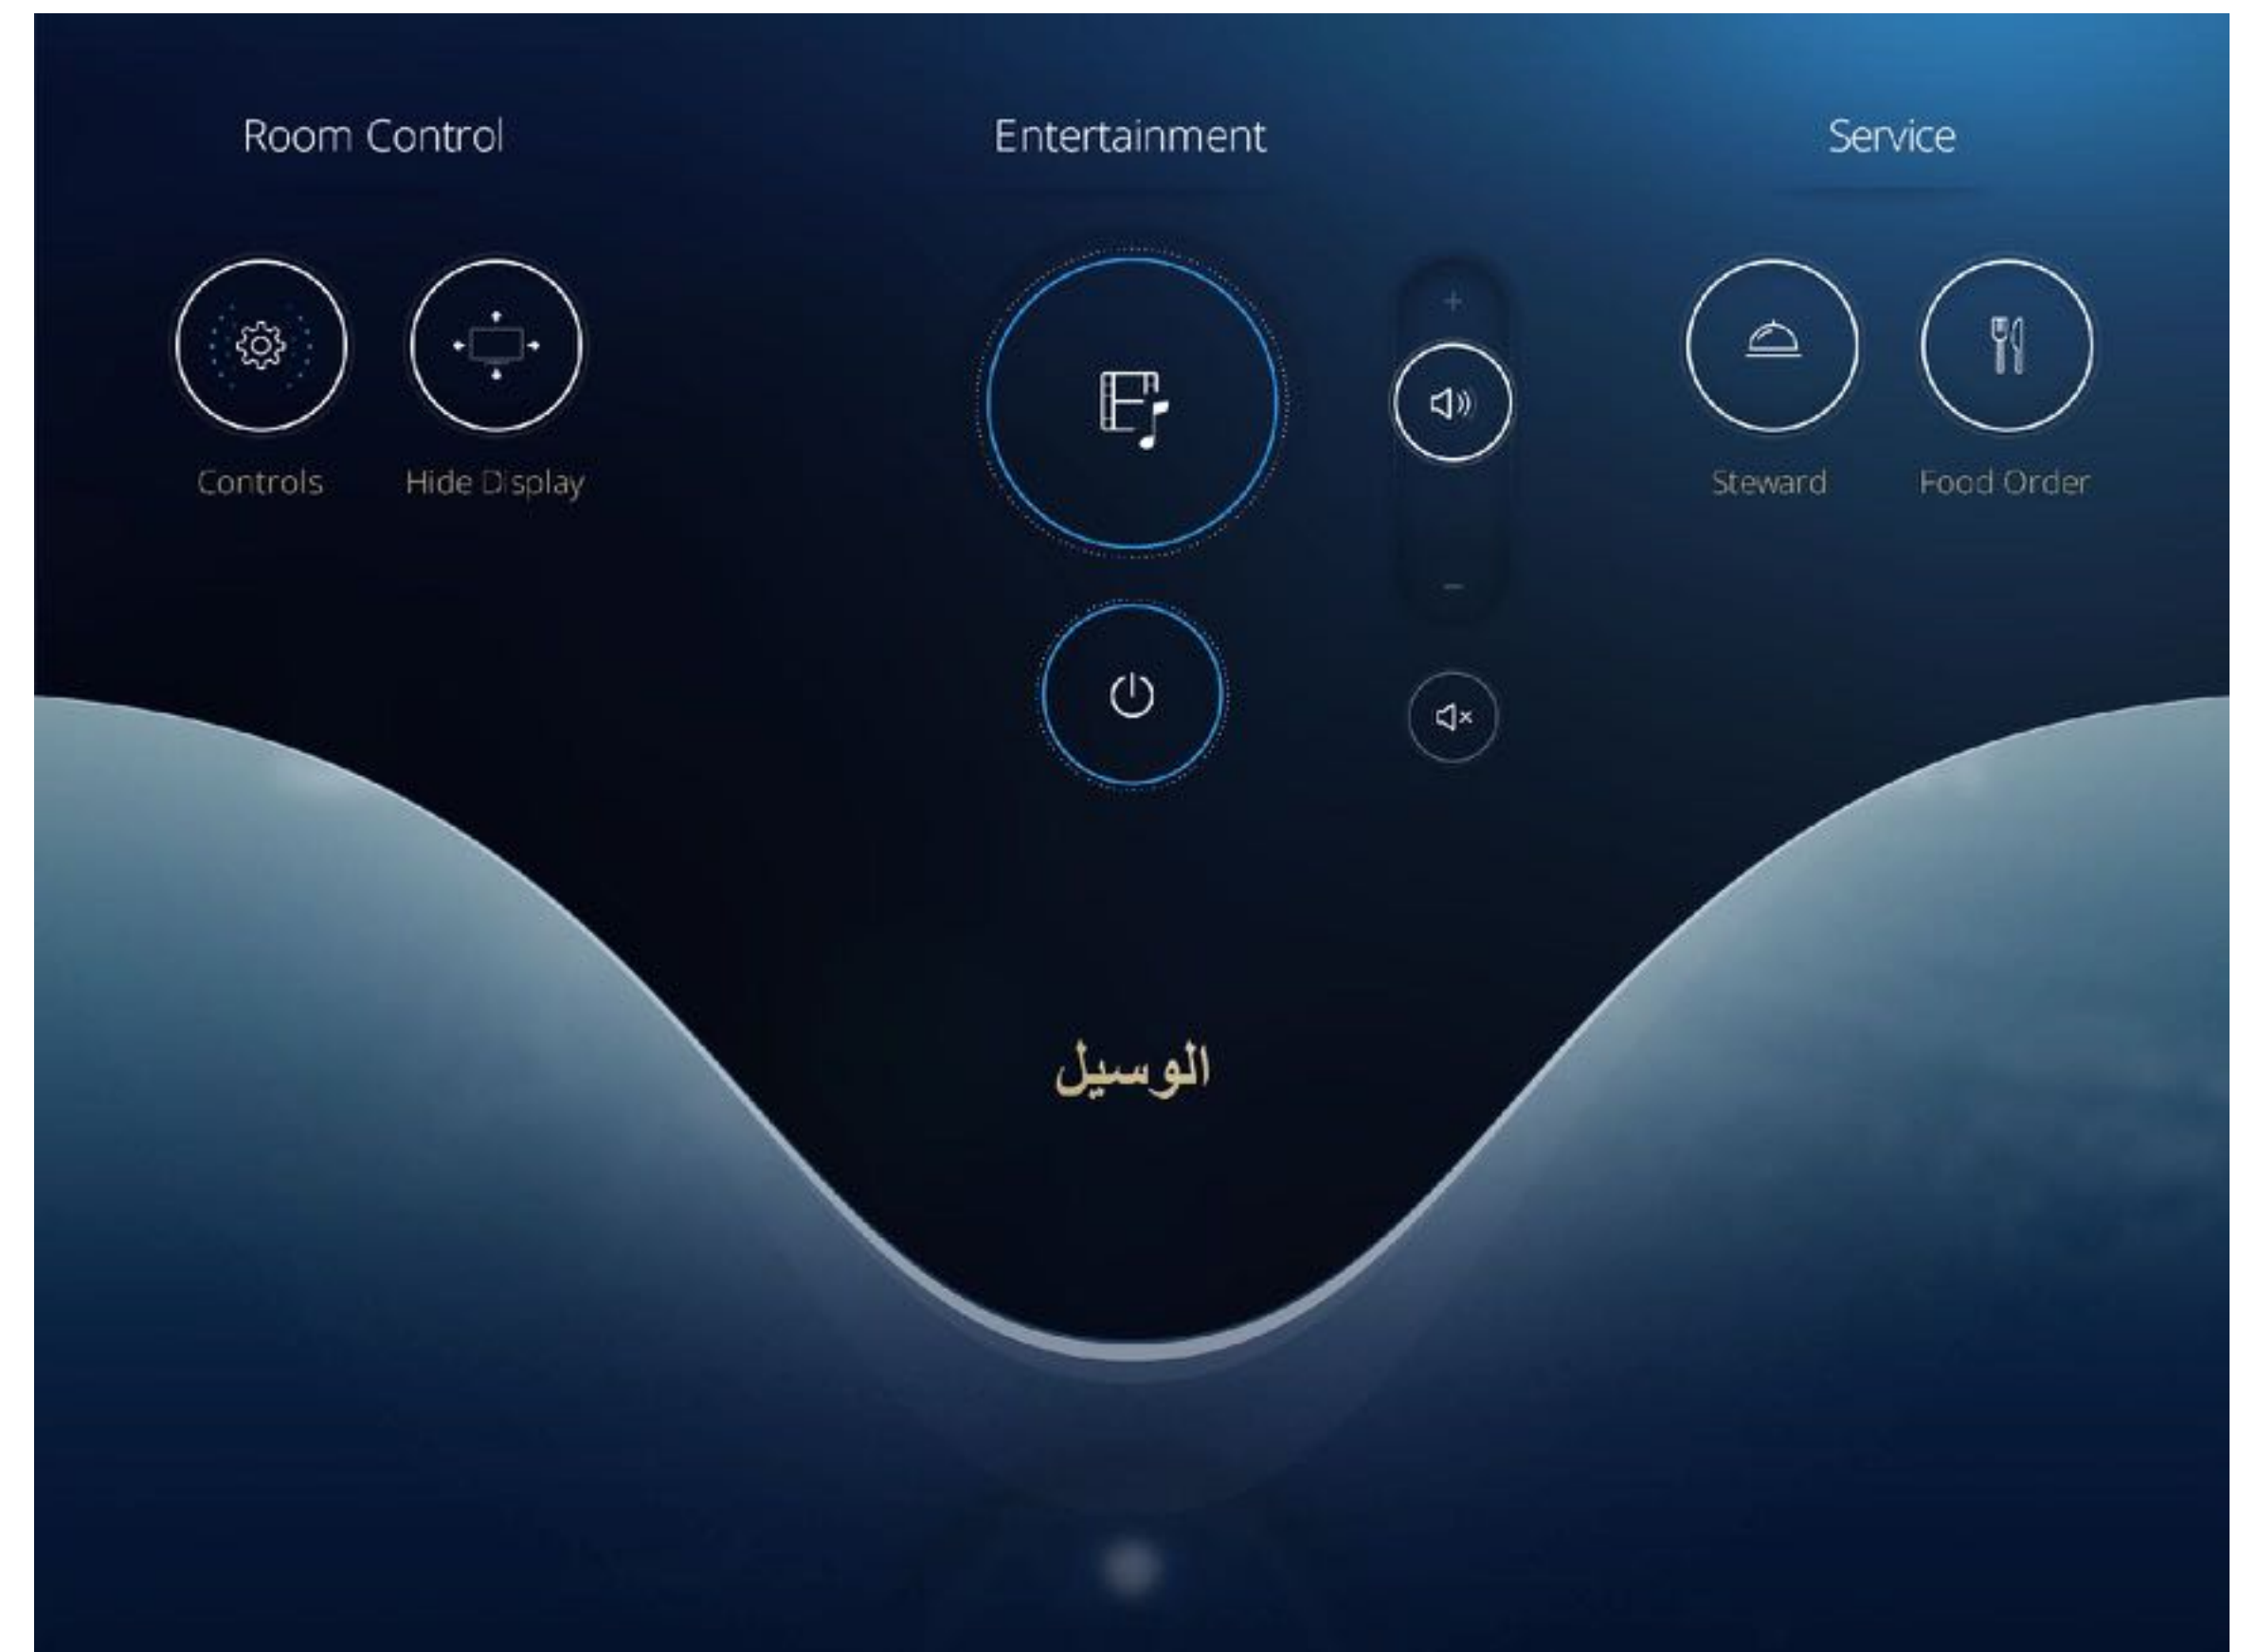 Room Control
Entertainment
Service
Controls
Hide Display
+
−
Steward
Food Order
الوسيل